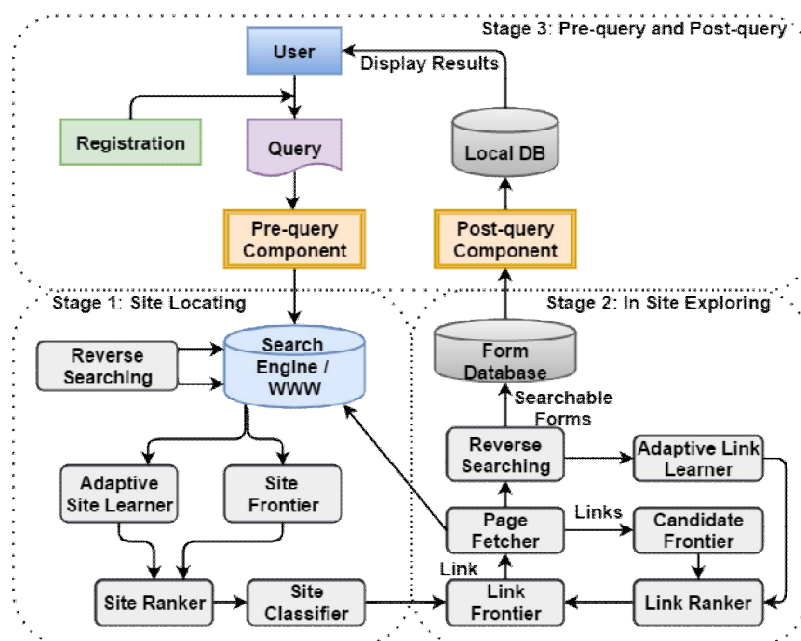 Stage 3: Pre-query and Post-query
User
Display Results
Registration
Query
Local DB
Pre-query
Component
Post-query
Component
Stage 1: Site Locating
Stage 2: In Site Exploring
Reverse
Searching
Search
Engine /
WWW
Form
Database
Searchable
Forms
Reverse
Searching
Adaptive Link
Learner
Adaptive
Site Learner
Site
Frontier
Page
Fetcher
Links
Candidate
Frontier
Link
Site Ranker
Site
Classifier
Link
Frontier
Link Ranker